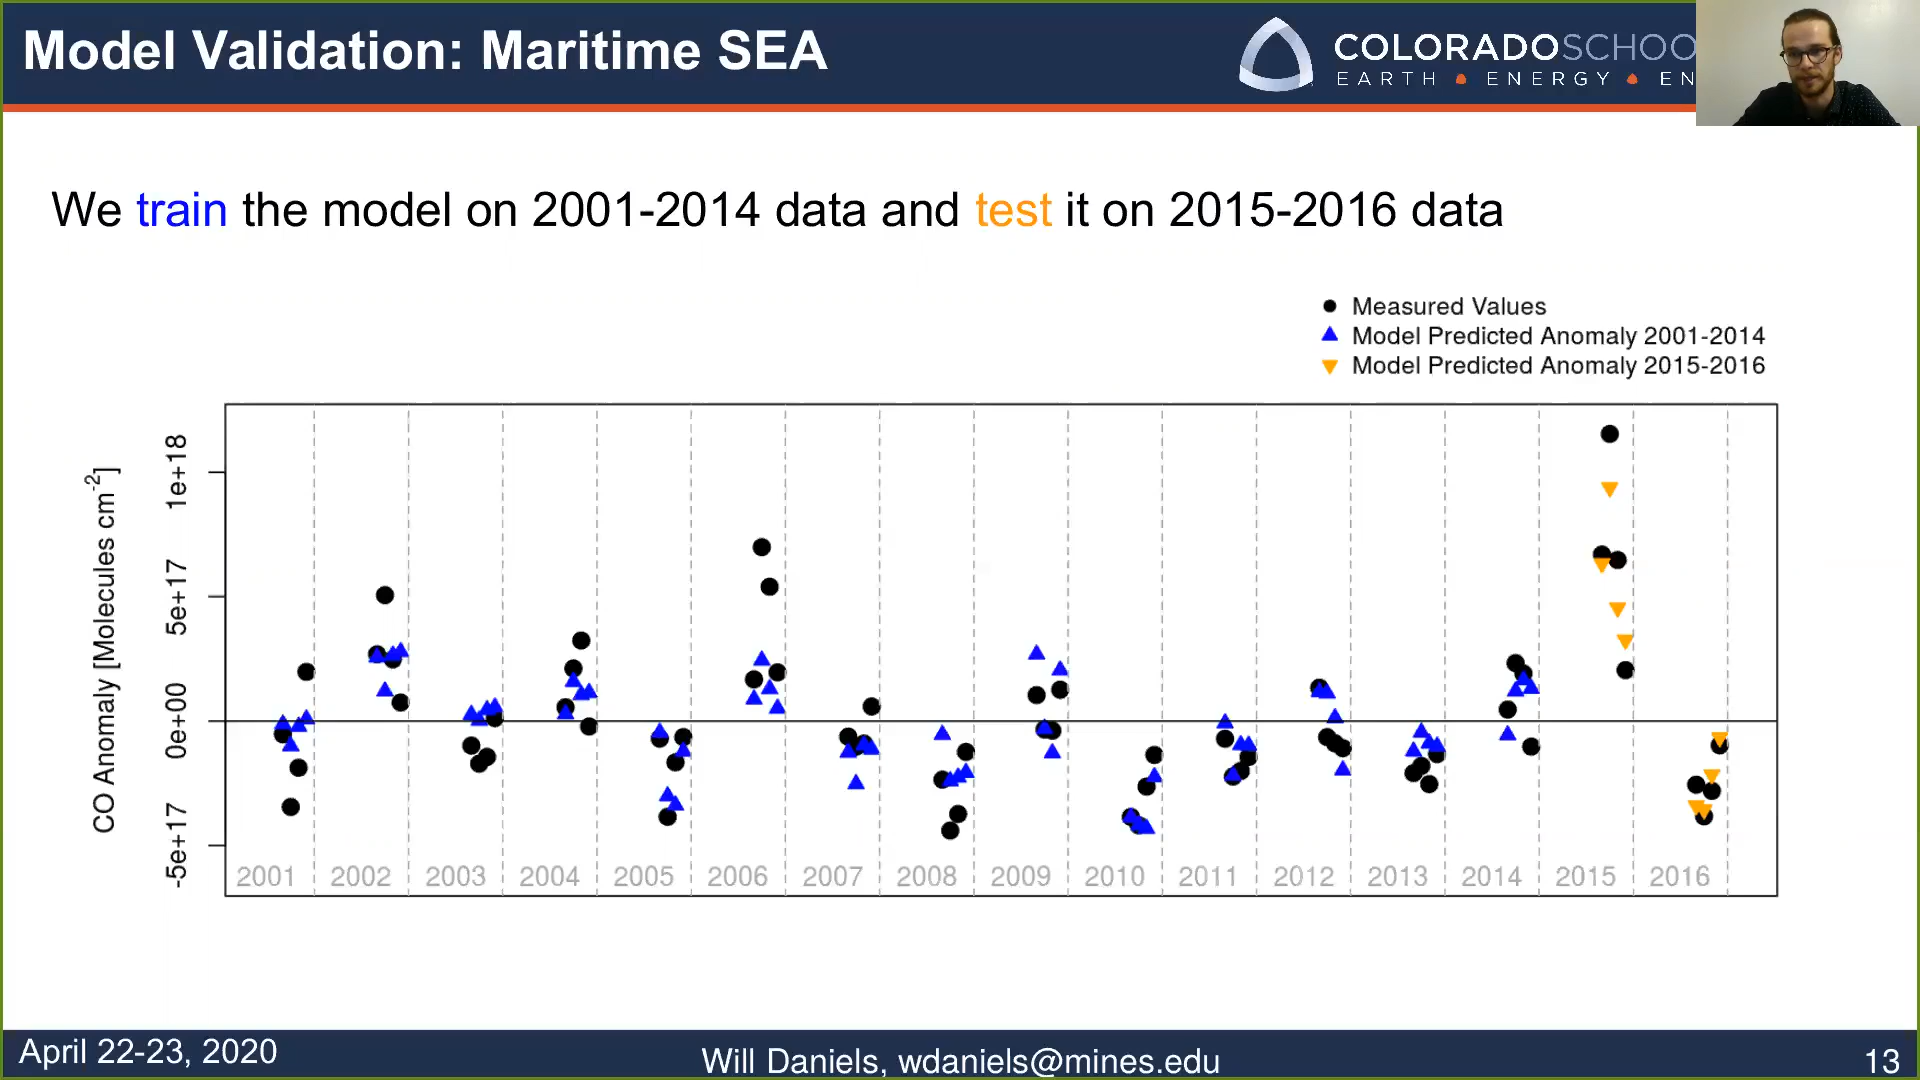 Model Validation: Maritime SEA
COLORADOSCHOO
EARTH • ENERGY • EN
We train the model on 2001-2014 data and test it on 2015-2016 data
Measured Values
Model Predicted Anomaly 2001-2014
Model Predicted Anomaly 2015-2016
CO Anomaly [Molecules cm-2]
1e+18
5e+17
0e+00
-5e+17
2001 2002 2003 2004 2005 2006 2007 2008 2009 2010 2011 2012 2013 2014 2015 2016
April 22-23, 2020
Will Daniels, wdaniels@mines.edu
13